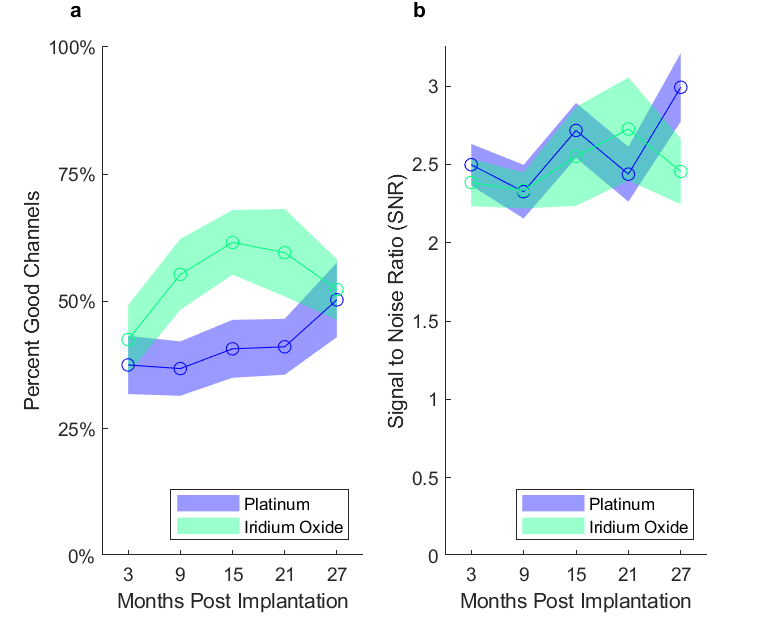 a
100%
75%
50%
25%
0%
Percent Good Channels
3 9 15 21 27
Months Post Implantation
Platinum
Iridium Oxide
b
3
2.5
2
1.5
1
0.5
0
Signal to Noise Ratio (SNR)
3 9 15 21 27
Months Post Implantation
Platinum
Iridium Oxide